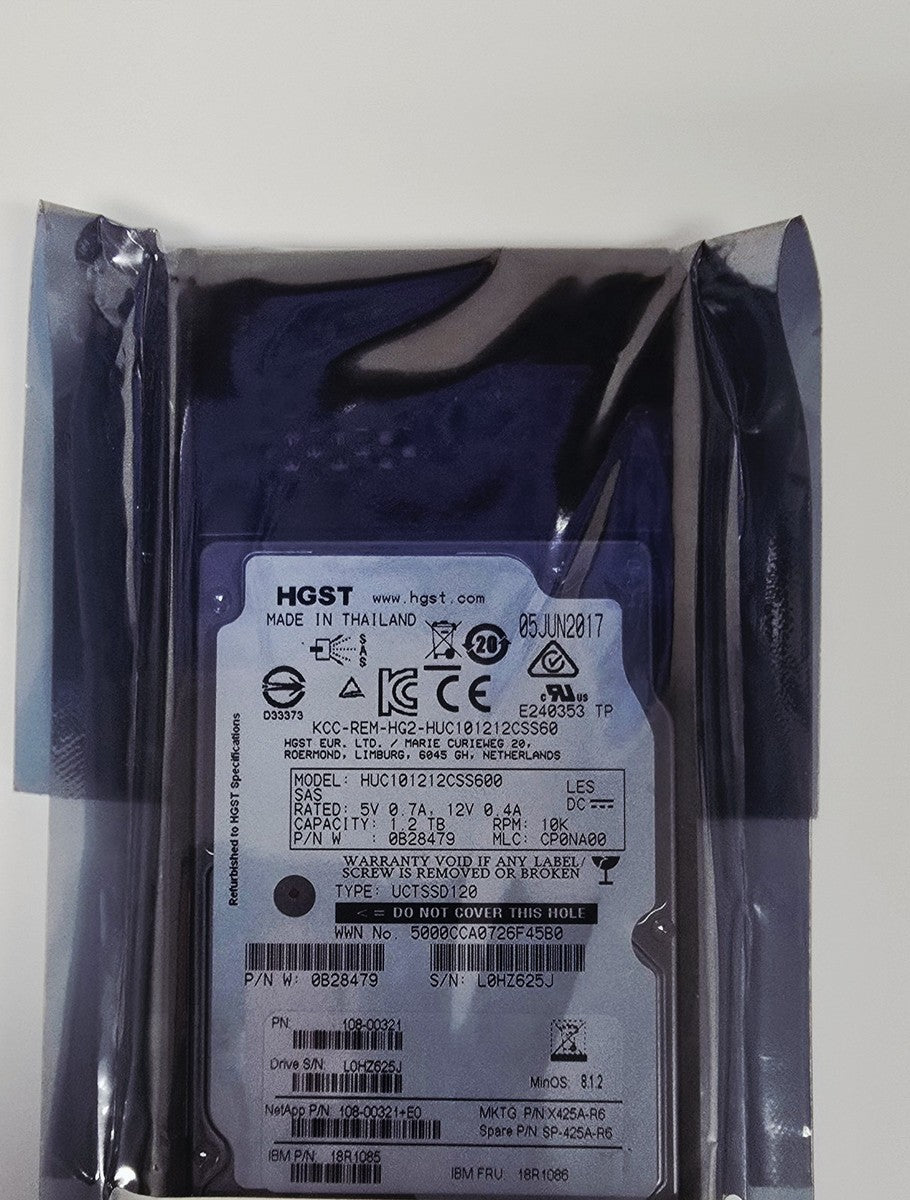 HGST www.hgst.com
MADE IN THAILAND
05JUN2017
SAS
20
D33373
c UR us
E240353 TP
KCC-REM-HG2-HUC101212CSS60
HGST EUR. LTD. / MARIE CURIEWEG 20,
ROERMOND, LIMBURG, 6045 GH, NETHERLANDS
Refurbished to HGST Specifications
MODEL: HUC101212CSS600
SAS
LES
RATED: 5V 0.7A, 12V 0.4A DC
CAPACITY: 1.2 TB RPM: 10K
P/N W : 0B28479 MLC: CP0NA00
WARRANTY VOID IF ANY LABEL/
SCREW IS REMOVED OR BROKEN
TYPE: UCTSSD120
<= DO NOT COVER THIS HOLE
WWN No. 5000CCA0726F45B0
P/N W: 0B28479 S/N: L0HZ625J
PN: 108-00321
Drive S/N: L0HZ625J
MinOS: 8.1.2
NetApp P/N: 108-00321+E0 MKTG P/N X425A-R6
Spare P/N SP-425A-R6
IBM P/N: 18R1085 IBM FRU: 18R1086